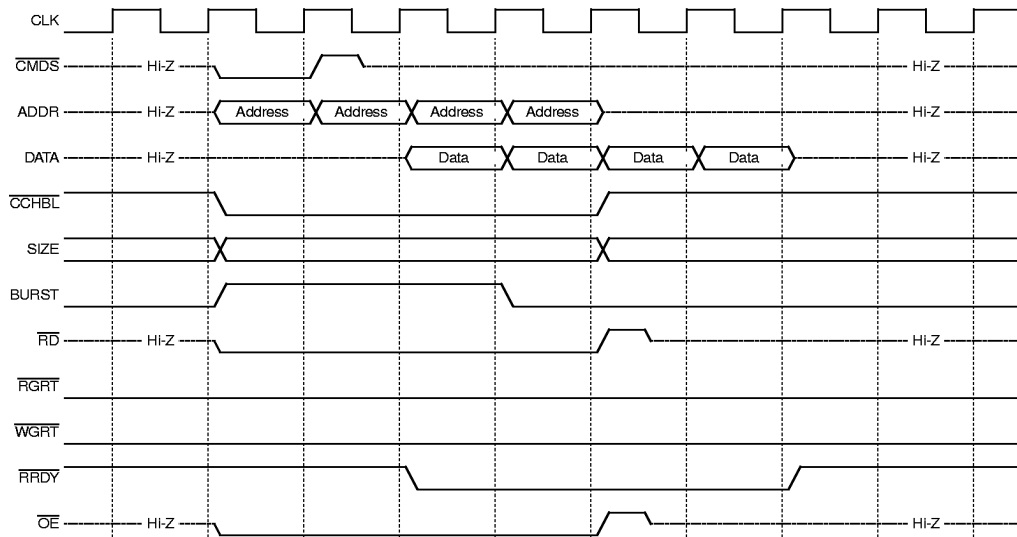 CLK
CMDS Hi-Z Hi-Z
ADDR Hi-Z Address Address Address Address Hi-Z
DATA Hi-Z Data Data Data Data Hi-Z
CCHBL
SIZE
BURST
RD Hi-Z Hi-Z
RGRT
WGRT
RRDY
OE Hi-Z Hi-Z